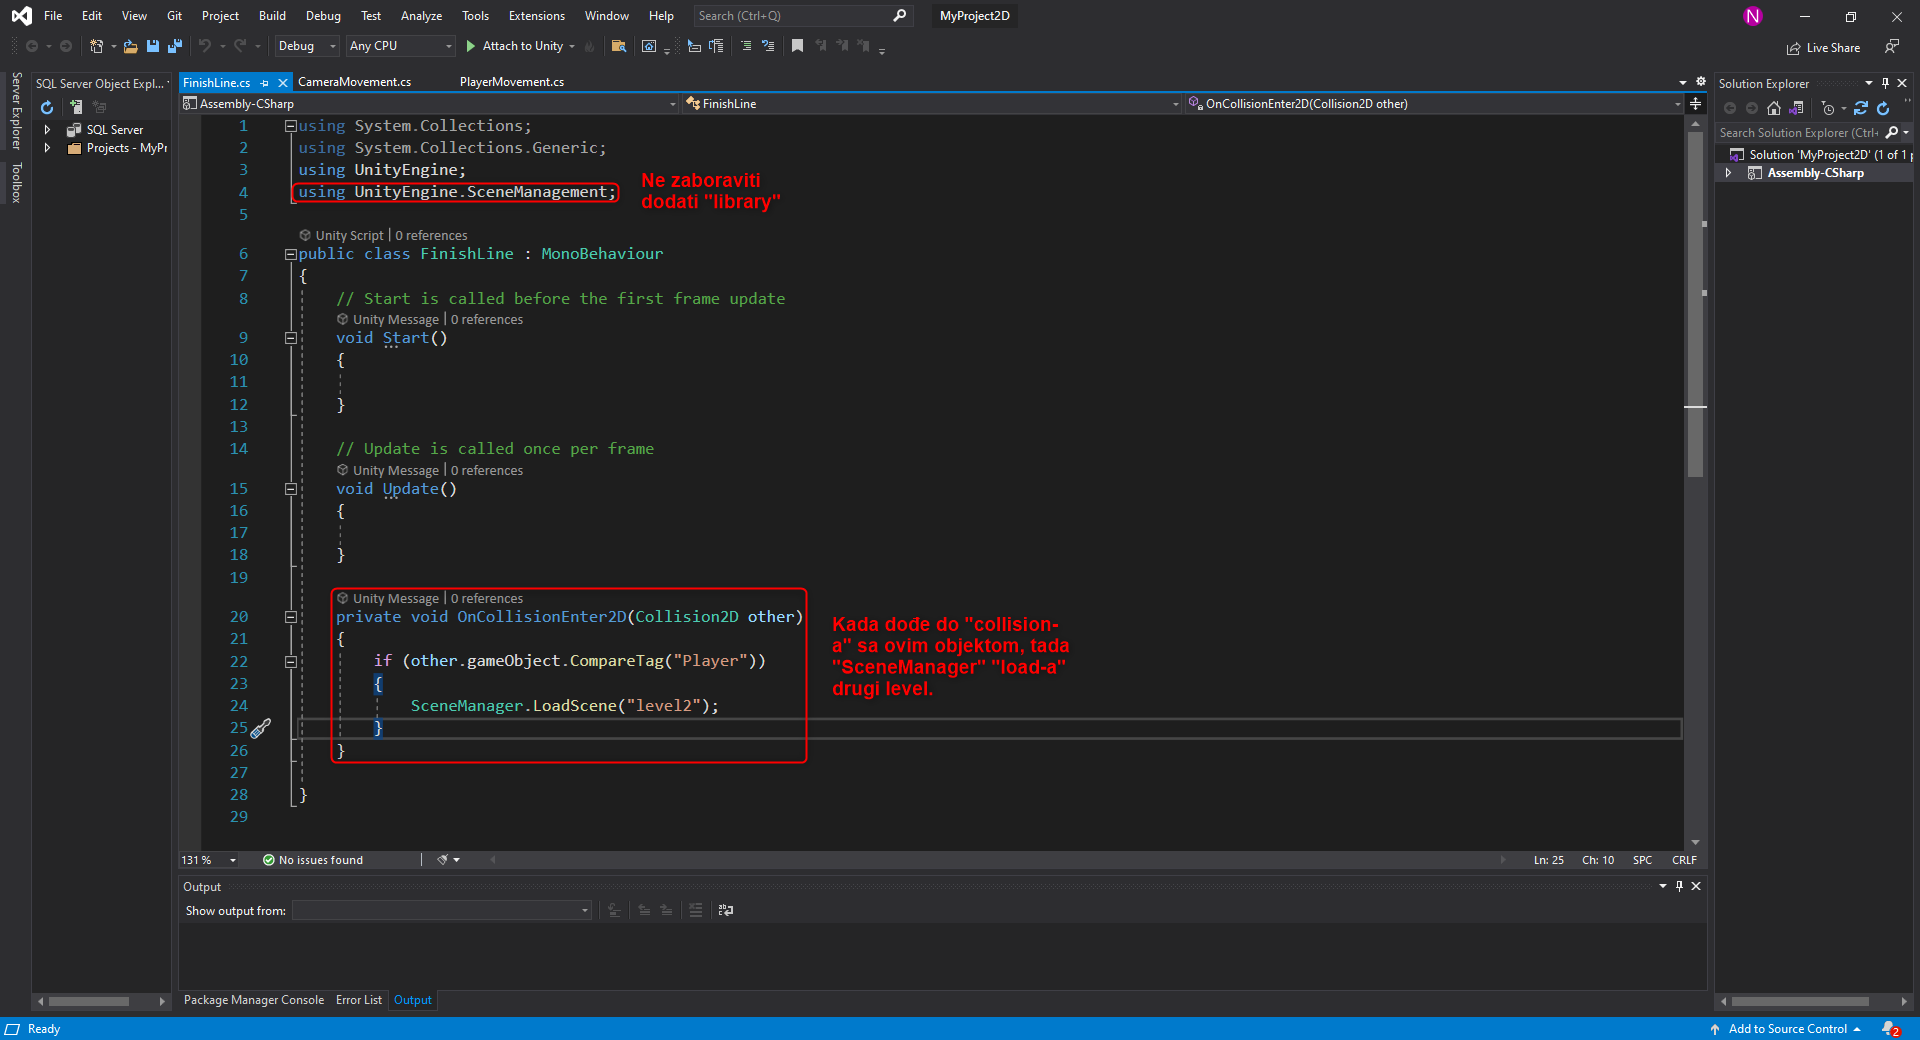 File Edit View Git Project Build Debug Test Analyze Tools Extensions Window Help Search (Ctrl+Q) MyProject2D N
Debug Any CPU Attach to Unity Live Share
Server Explorer
Toolbox
SQL Server Object Expl...
SQL Server
Projects - MyPr
FinishLine.cs CameraMovement.cs PlayerMovement.cs
Assembly-CSharp FinishLine OnCollisionEnter2D(Collision2D other)
1 using System.Collections;
2 using System.Collections.Generic;
3 using UnityEngine;
4 using UnityEngine.SceneManagement;
5
Ne zaboraviti
dodati "library"
Unity Script | 0 references
6 public class FinishLine : MonoBehaviour
7 {
8 // Start is called before the first frame update
Unity Message | 0 references
9 void Start()
10 {
11
12 }
13
14 // Update is called once per frame
Unity Message | 0 references
15 void Update()
16 {
17
18 }
19
Unity Message | 0 references
20 private void OnCollisionEnter2D(Collision2D other)
21 {
22 if (other.gameObject.CompareTag("Player"))
23 {
24 SceneManager.LoadScene("level2");
25 }
26 }
27
28 }
29
Kada dođe do "collision-
a" sa ovim objektom, tada
"SceneManager" "load-a"
drugi level.
131 % No issues found Ln: 25 Ch: 10 SPC CRLF
Output
Show output from:
Package Manager Console Error List Output
Solution Explorer
Search Solution Explorer (Ctrl+
Solution 'MyProject2D' (1 of 1 p
Assembly-CSharp
Ready Add to Source Control 2